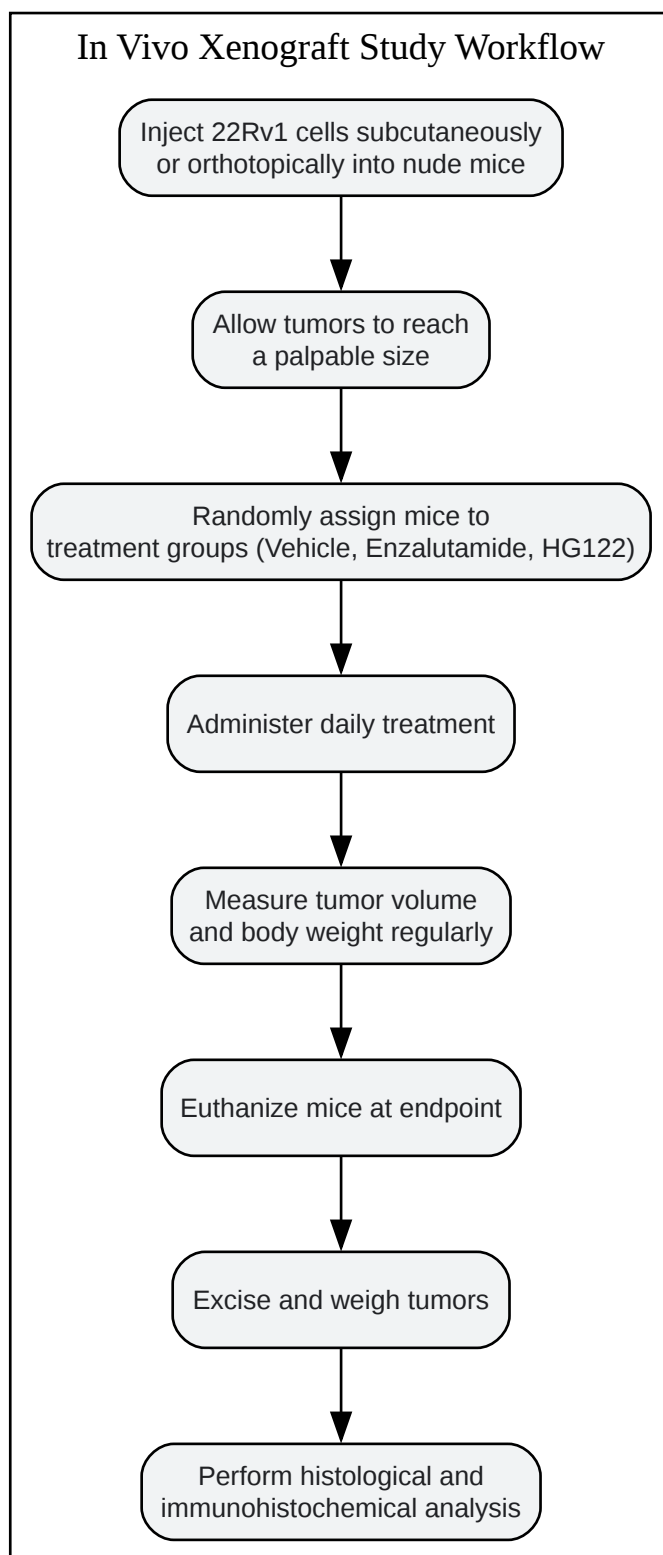 In Vivo Xenograft Study Workflow
Inject 22Rv1 cells subcutaneously
or orthotopically into nude mice
Allow tumors to reach
a palpable size
Randomly assign mice to
treatment groups (Vehicle, Enzalutamide, HG122)
Administer daily treatment
Measure tumor volume
and body weight regularly
Euthanize mice at endpoint
Excise and weigh tumors
Perform histological and
immunohistochemical analysis